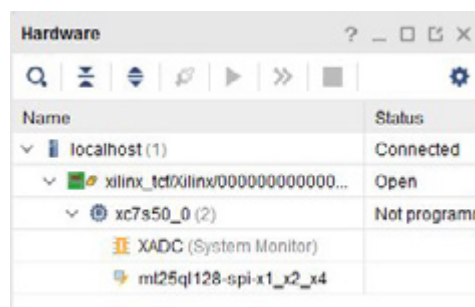 Hardware ? _
Name Status
localhost (1) Connected
xilinx_tcf/Xilinx/000000000000... Open
xc7s50_0 (2) Not programm
XADC (System Monitor)
mt25ql128-spi-x1_x2_x4